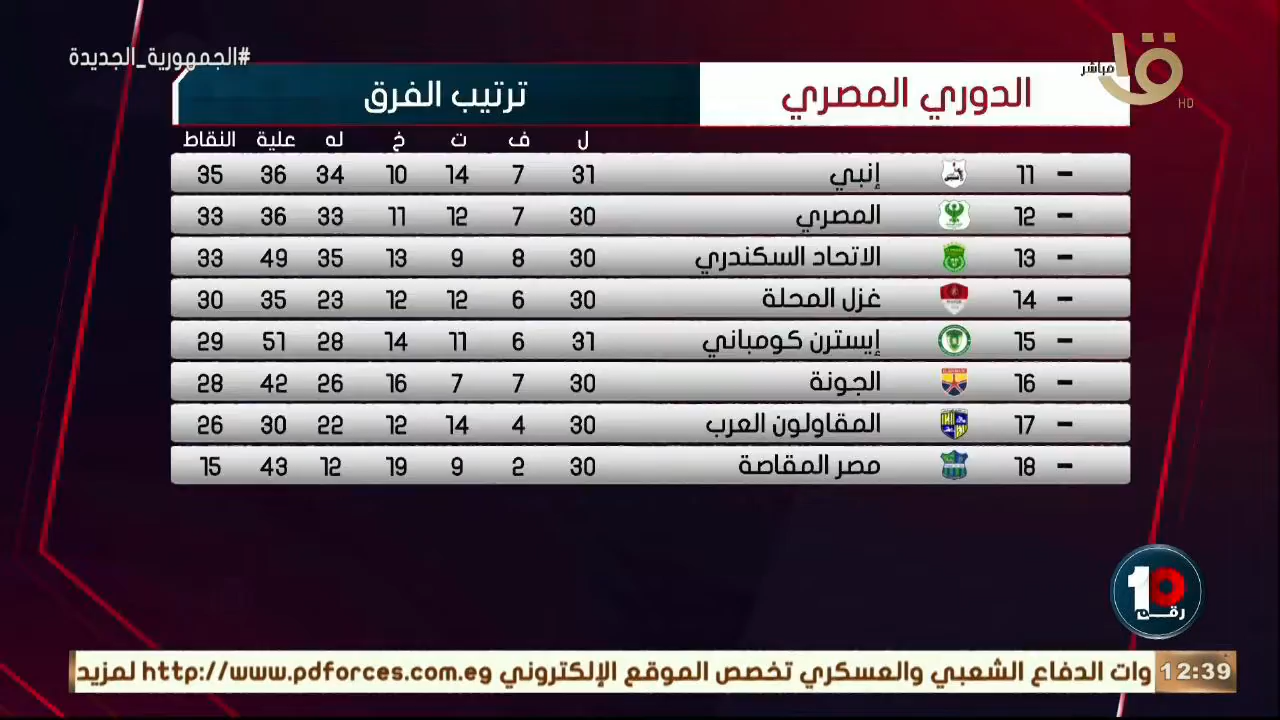 #الجمهورية_الجديدة
مباشر
HD
الدوري المصري
ترتيب الفرق
ل ف ت خ له علية النقاط
11 إنبي 31 7 14 10 34 36 35
12 المصري 30 7 12 11 33 36 33
13 الاتحاد السكندري 30 8 9 13 35 49 33
14 غزل المحلة 30 6 12 12 23 35 30
15 إيسترن كومباني 31 6 11 14 28 51 29
16 الجونة 30 7 7 16 26 42 28
17 المقاولون العرب 30 4 14 12 22 30 26
18 مصر المقاصة 30 2 9 19 12 43 15
رقم 10
12:39 وات الدفاع الشعبي والعسكري تخصص الموقع الإلكتروني http://www.pdforces.com.eg لمزيد